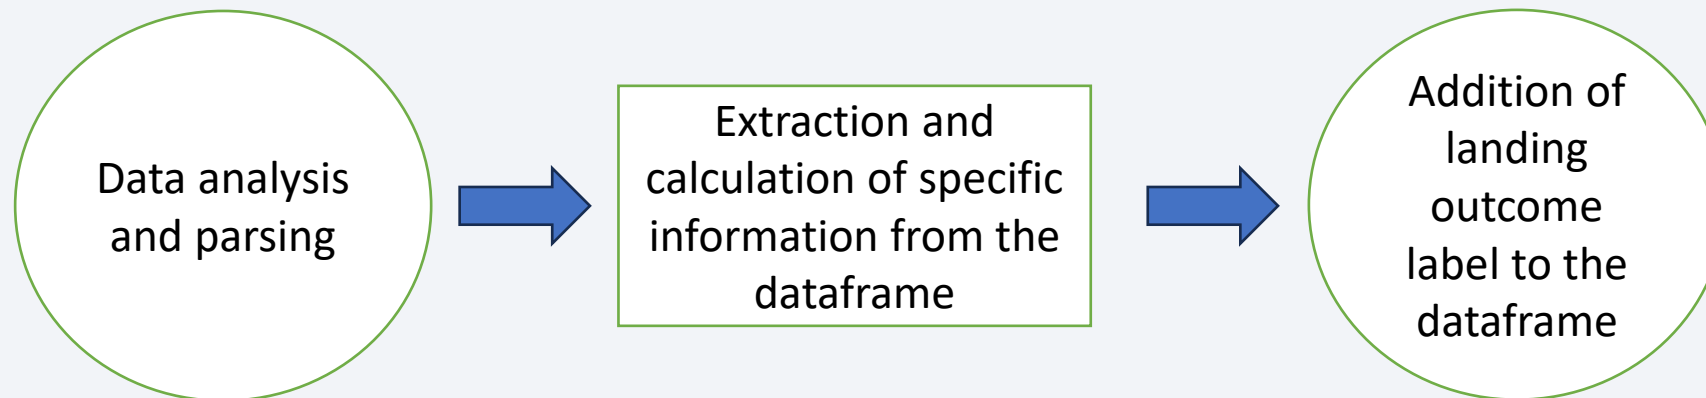 Data analysis
and parsing
Extraction and
calculation of specific
information from the
dataframe
Addition of
landing
outcome
label to the
dataframe